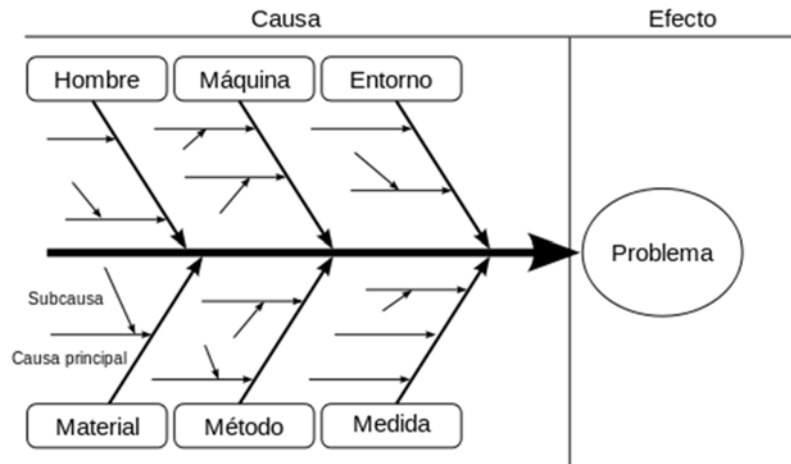 Causa
Efecto
Hombre
Máquina
Entorno
Problema
Subcausa
Causa principal
Material
Método
Medida